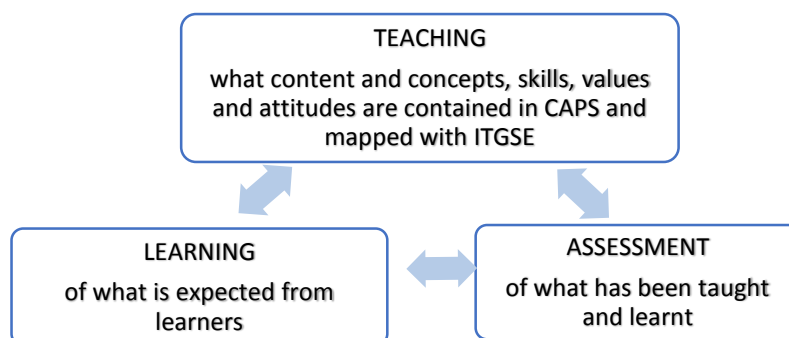 TEACHING
what content and concepts, skills, values
and attitudes are contained in CAPS and
mapped with ITGSE
LEARNING
of what is expected from
learners
ASSESSMENT
of what has been taught
and learnt